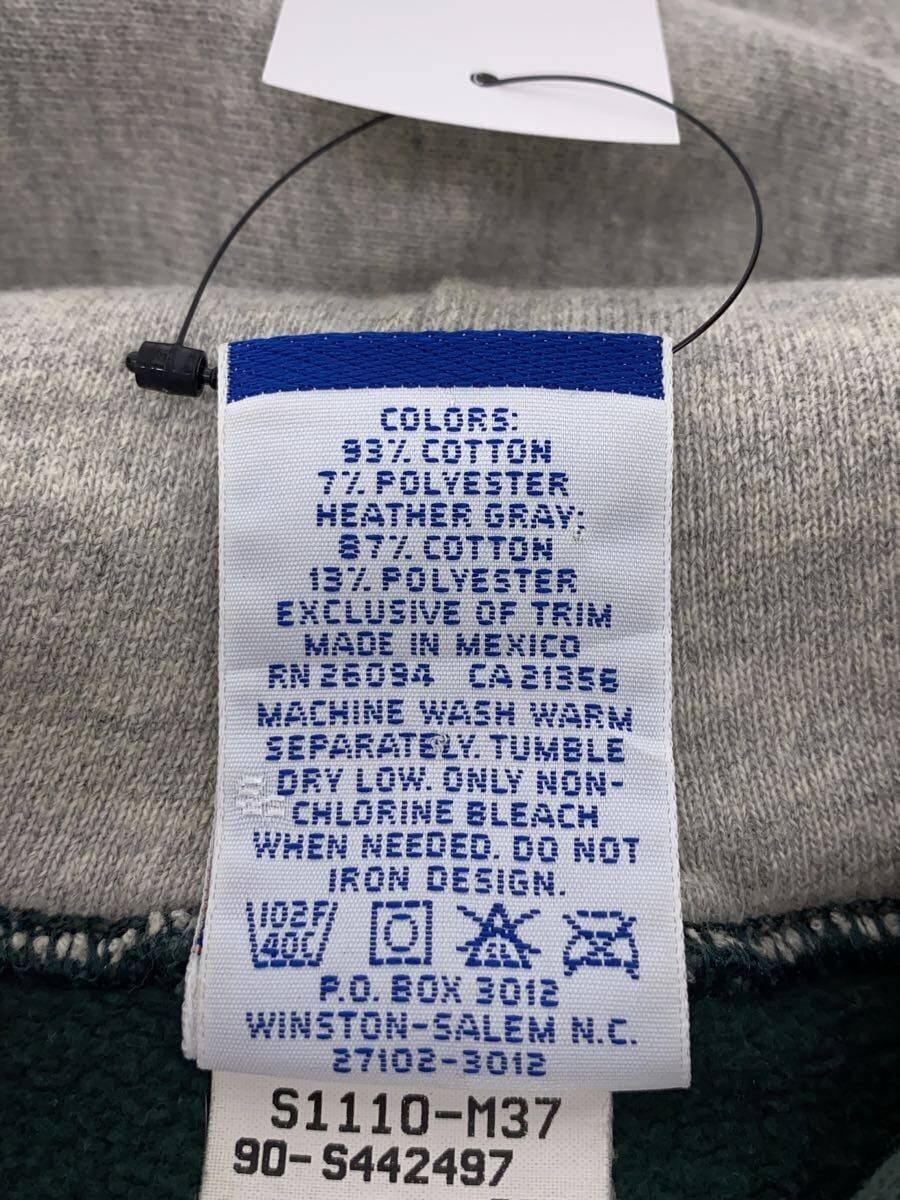 COLORS:
93% COTTON
7% POLYESTER
HEATHER GRAY;
87% COTTON
13% POLYESTER
EXCLUSIVE OF TRIM
MADE IN MEXICO
RN 26094 CA 21356
MACHINE WASH WARM
SEPARATELY. TUMBLE
DRY LOW. ONLY NON-
CHLORINE BLEACH
WHEN NEEDED. DO NOT
IRON DESIGN.
102F
40C
P.O. BOX 3012
WINSTON-SALEM N.C.
27102-3012
S1110-M37
90-S442497